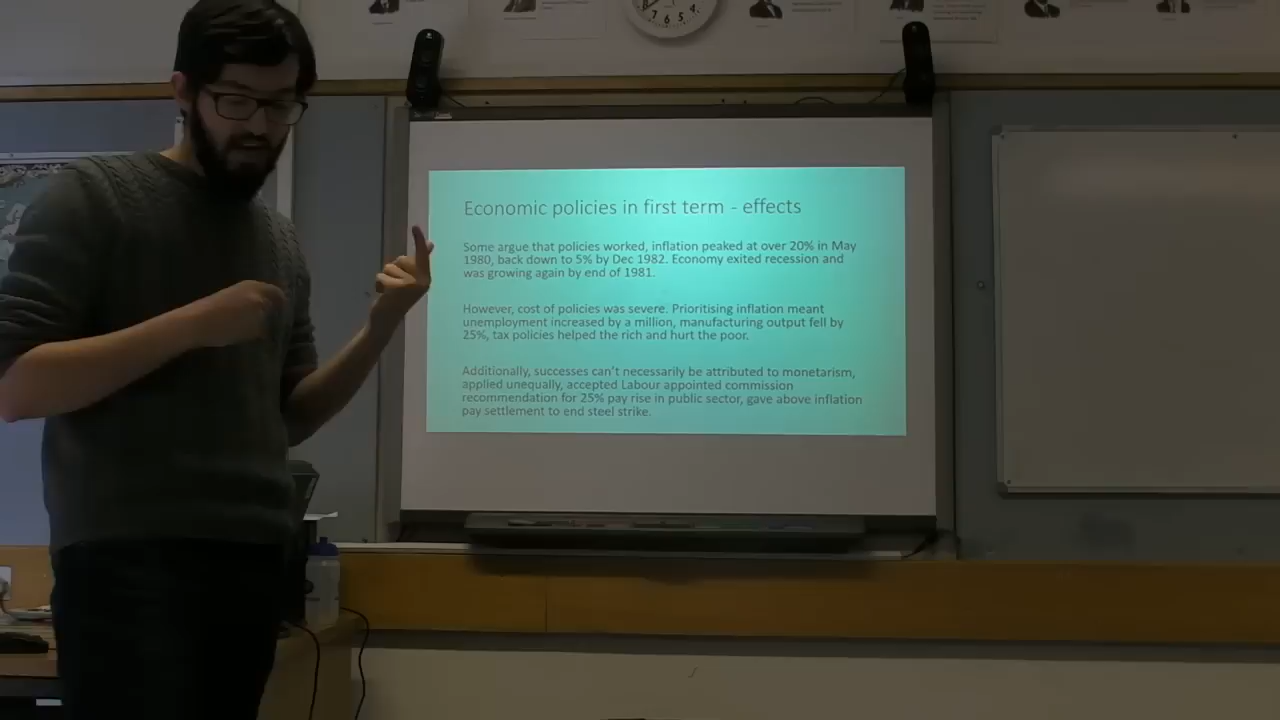 7 6 5 4
Economic policies in first term - effects
Some argue that policies worked, inflation peaked at over 20% in May
1980, back down to 5% by Dec 1982. Economy exited recession and
was growing again by end of 1981.
However, cost of policies was severe. Prioritising inflation meant
unemployment increased by a million, manufacturing output fell by
25%, tax policies helped the rich and hurt the poor.
Additionally, successes can't necessarily be attributed to monetarism,
applied unequally, accepted Labour appointed commission
recommendation for 25% pay rise in public sector, gave above inflation
pay settlement to end steel strike.